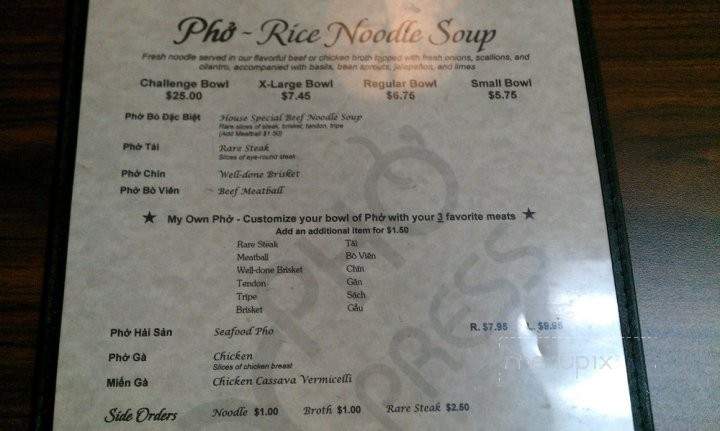 Phở ~ Rice Noodle Soup
Fresh noodle served in our flavorful beef or chicken broth topped with fresh onions, scallions, and
cilantro, accompanied with basils, bean sprouts, jalapeños, and limes
Challenge Bowl X-Large Bowl Regular Bowl Small Bowl
$25.00 $7.45 $6.75 $5.75
Phở Bò Đặc Biệt House Special Beef Noodle Soup
Rare slices of steak, brisket, tendon, tripe
(Add Meatball $1.50)
Phở Tái Rare Steak
Slices of eye-round steak
Phở Chín Well-done Brisket
Phở Bò Viên Beef Meatball
★ My Own Phở - Customize your bowl of Phở with your 3 favorite meats ★
Add an additional item for $1.50
Rare Steak Tái
Meatball Bò Viên
Well-done Brisket Chín
Tendon Gân
Tripe Sách
Brisket Gầu
Phở Hải Sản Seafood Pho R. $7.95 L. $9.95
Phở Gà Chicken
Slices of chicken breast
Miến Gà Chicken Cassava Vermicelli
Side Orders Noodle $1.00 Broth $1.00 Rare Steak $2.50
PHO
PRESS
menupix